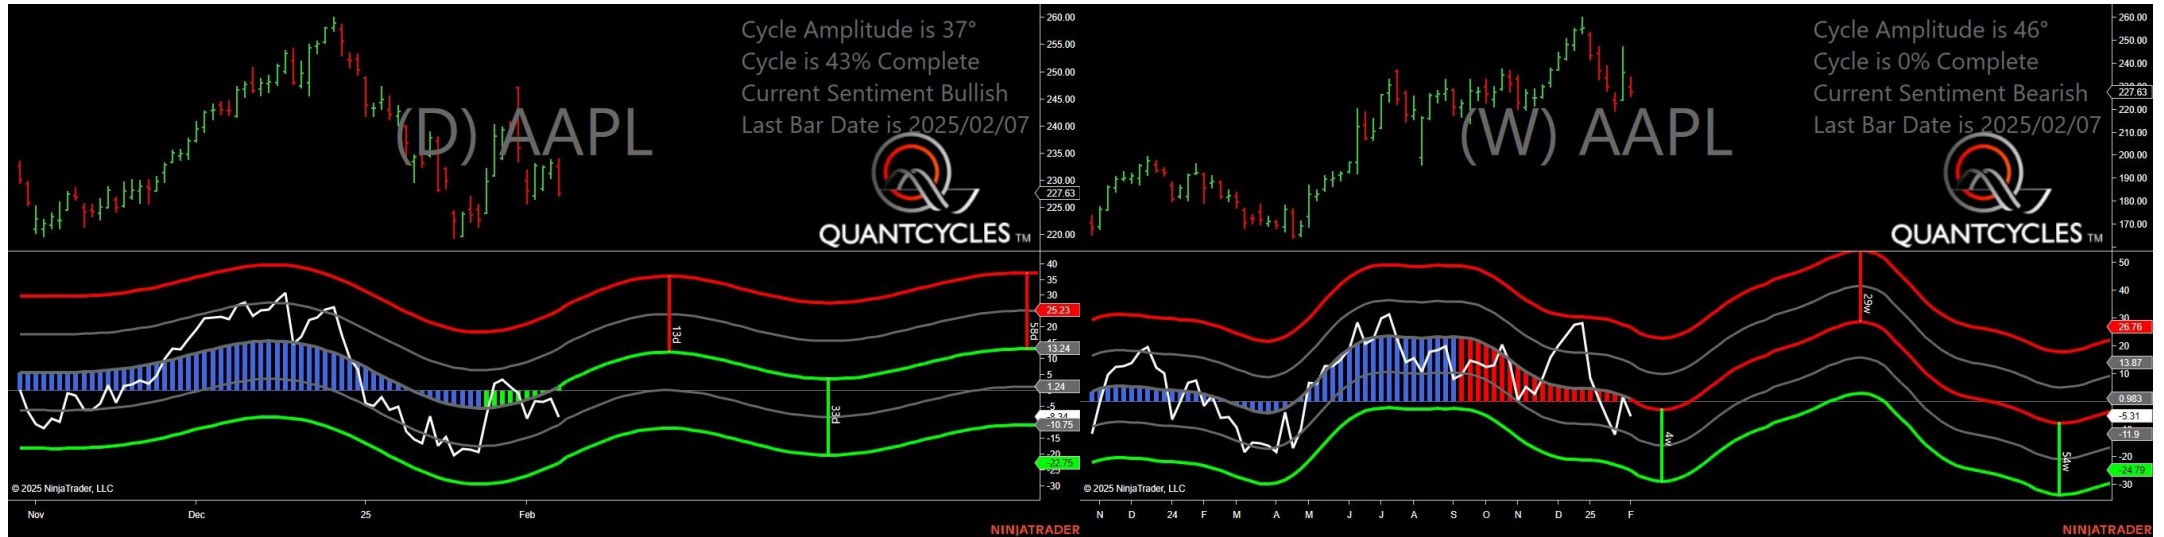 Cycle Amplitude is 37°
Cycle is 43% Complete
Current Sentiment Bullish
Last Bar Date is 2025/02/07
(D) AAPL
QUANTCYCLES TM
260.00
255.00
250.00
245.00
240.00
235.00
230.00
227.63
225.00
220.00
40
35
30
25.23
20
13.24
10
5
1.24
-5
-8.34
-10.75
-15
-20
-22.75
-30
13d
33d
58d
© 2025 NinjaTrader, LLC
Nov
Dec
25
Feb
NINJATRADER
Cycle Amplitude is 46°
Cycle is 0% Complete
Current Sentiment Bearish
Last Bar Date is 2025/02/07
(W) AAPL
QUANTCYCLES TM
260.00
250.00
240.00
227.63
220.00
210.00
200.00
190.00
180.00
170.00
50
40
30
26.76
20
13.87
10
0.983
-5.31
-11.9
-20
-24.79
-30
29w
4w
54w
© 2025 NinjaTrader, LLC
N
D
24
F
M
A
M
J
J
A
S
O
N
D
25
F
NINJATRADER